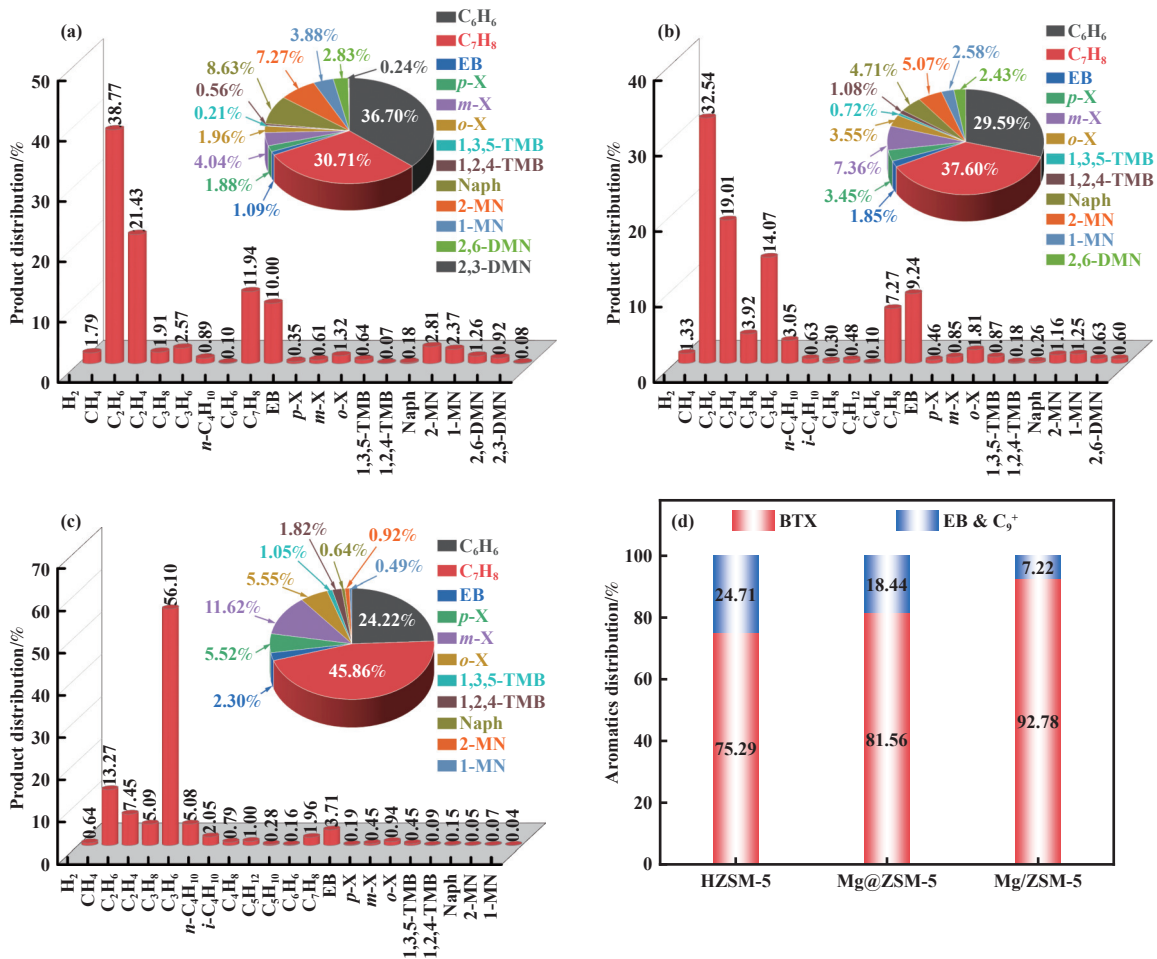 (a)
Product distribution/%
50
40
30
20
10
0
1.79
38.77
21.43
1.91
2.57
0.89
0.10
11.94
10.00
0.35
0.61
1.32
0.64
0.07
0.18
2.81
2.37
1.26
0.92
0.08
H₂
CH₄
C₂H₆
C₂H₄
C₃H₈
C₃H₆
n-C₄H₁₀
C₆H₆
C₇H₈
EB
p-X
m-X
o-X
1,3,5-TMB
1,2,4-TMB
Naph
2-MN
1-MN
2,6-DMN
2,3-DMN
3.88%
7.27%
2.83%
8.63%
0.24%
0.56%
36.70%
0.21%
1.96%
30.71%
4.04%
1.88%
1.09%
C₆H₆
C₇H₈
EB
p-X
m-X
o-X
1,3,5-TMB
1,2,4-TMB
Naph
2-MN
1-MN
2,6-DMN
2,3-DMN
(b)
Product distribution/%
40
30
20
10
0
1.33
32.54
19.01
3.92
14.07
3.05
0.63
0.30
0.48
0.10
7.27
9.24
0.46
0.85
1.81
0.87
0.18
0.26
1.16
1.25
0.63
0.60
H₂
CH₄
C₂H₆
C₂H₄
C₃H₈
C₃H₆
n-C₄H₁₀
i-C₄H₁₀
C₄H₈
C₅H₁₂
C₆H₆
C₇H₈
EB
p-X
m-X
o-X
1,3,5-TMB
1,2,4-TMB
Naph
2-MN
1-MN
2,6-DMN
2.58%
5.07%
4.71%
2.43%
1.08%
0.72%
29.59%
3.55%
37.60%
7.36%
3.45%
1.85%
C₆H₆
C₇H₈
EB
p-X
m-X
o-X
1,3,5-TMB
1,2,4-TMB
Naph
2-MN
1-MN
2,6-DMN
(c)
Product distribution/%
70
60
50
40
30
20
10
0
0.64
13.27
7.45
5.09
56.10
5.08
2.05
0.79
1.00
0.28
0.16
1.96
3.71
0.19
0.45
0.94
0.45
0.09
0.15
0.05
0.07
0.04
H₂
CH₄
C₂H₆
C₂H₄
C₃H₈
C₃H₆
n-C₄H₁₀
i-C₄H₁₀
C₄H₈
C₅H₁₂
C₅H₁₀
C₆H₆
C₇H₈
EB
p-X
m-X
o-X
1,3,5-TMB
1,2,4-TMB
Naph
2-MN
1-MN
1.82%
0.92%
1.05%
0.64%
0.49%
5.55%
11.62%
24.22%
5.52%
45.86%
2.30%
C₆H₆
C₇H₈
EB
p-X
m-X
o-X
1,3,5-TMB
1,2,4-TMB
Naph
2-MN
1-MN
(d)
BTX
EB & C₉⁺
Aromatics distribution/%
100
80
60
40
20
0
24.71
18.44
7.22
75.29
81.56
92.78
HZSM-5
Mg@ZSM-5
Mg/ZSM-5